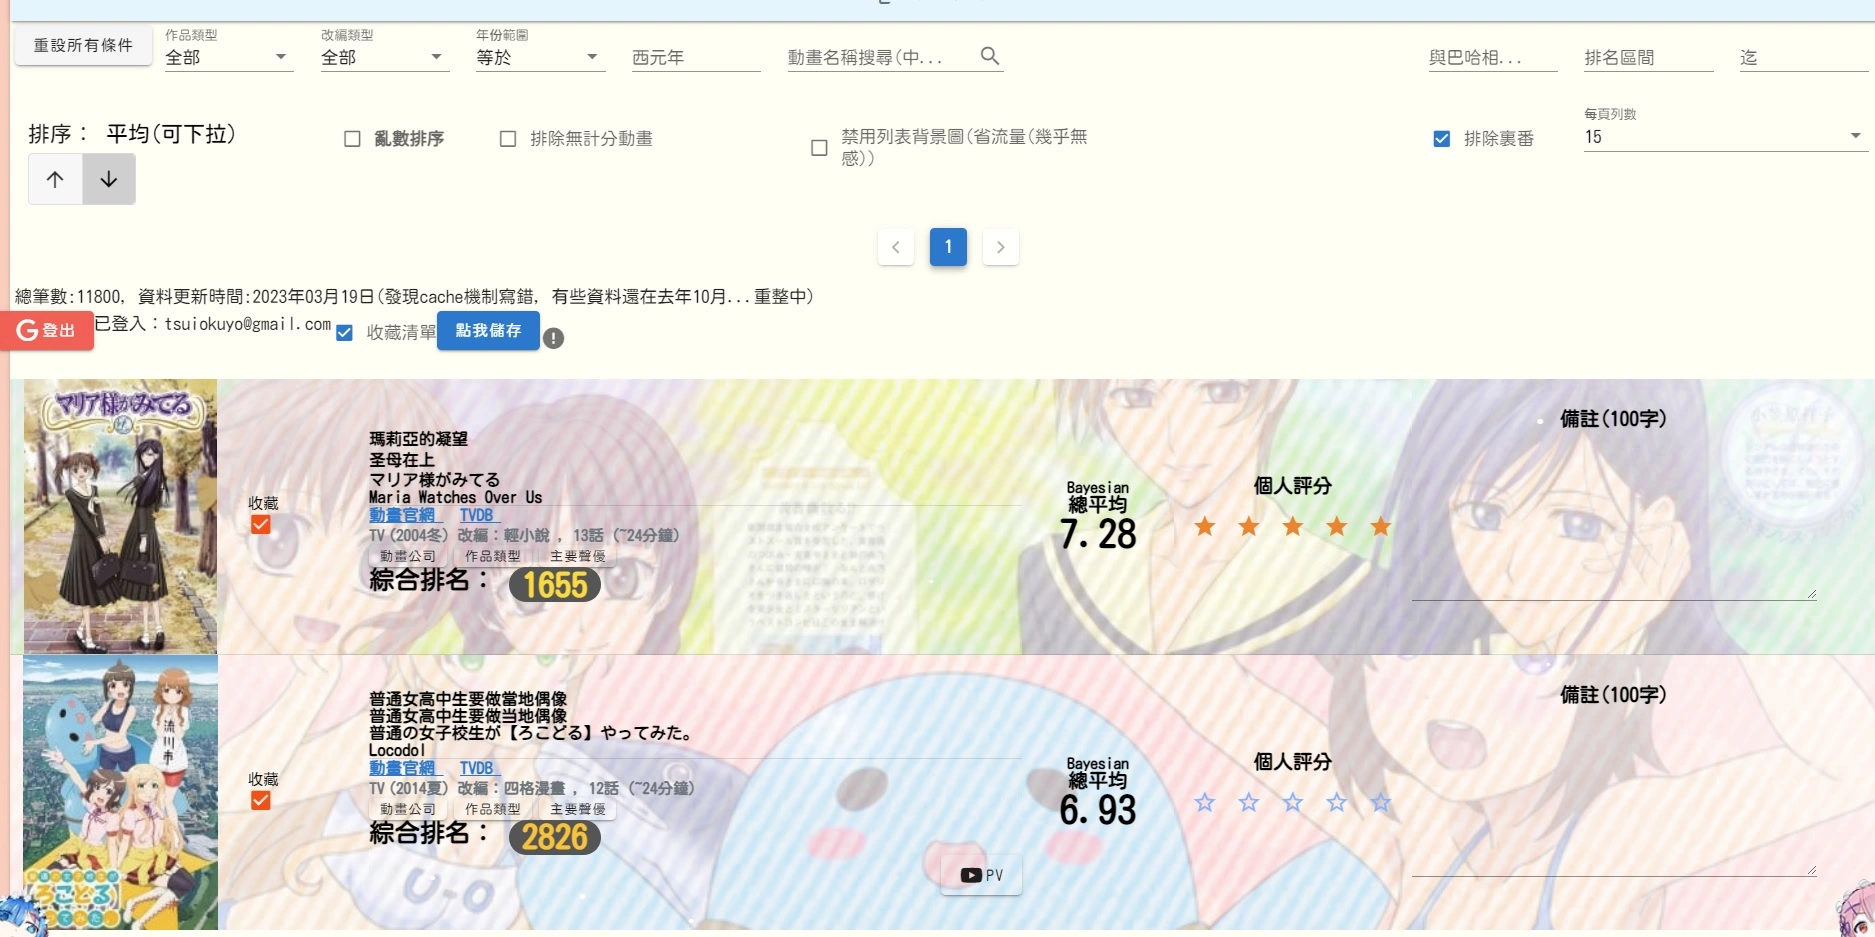 重設所有條件
作品類型
全部
改編類型
全部
年份範圍
等於
西元年
動畫名稱搜尋(中...
與巴哈相...
排名區間
迄
排序： 平均(可下拉)
亂數排序
排除無計分動畫
禁用列表背景圖(省流量(幾乎無
感))
排除裏番
每頁列數
15
1
總筆數:11800, 資料更新時間:2023年03月19日(發現cache機制寫錯, 有些資料還在去年10月...重整中)
G 登出
已登入：tsuiokuyo@gmail.com
收藏清單
點我儲存
マリア様がみてる
收藏
瑪莉亞的凝望
圣母在上
マリア様がみてる
Maria Watches Over Us
動畫官網 TVDB
TV(2004冬) 改編：輕小說 , 13話 (~24分鐘)
動畫公司 作品類型 主要聲優
綜合排名： 1655
Bayesian
總平均
7.28
個人評分
備註(100字)
流川市
ろこどる
收藏
普通女高中生要做當地偶像
普通女高中生要做当地偶像
普通の女子校生が【ろこどる】やってみた。
Locodol
動畫官網 TVDB
TV(2014夏) 改編：四格漫畫 , 12話 (~24分鐘)
動畫公司 作品類型 主要聲優
綜合排名： 2826
U-0
PV
Bayesian
總平均
6.93
個人評分
備註(100字)